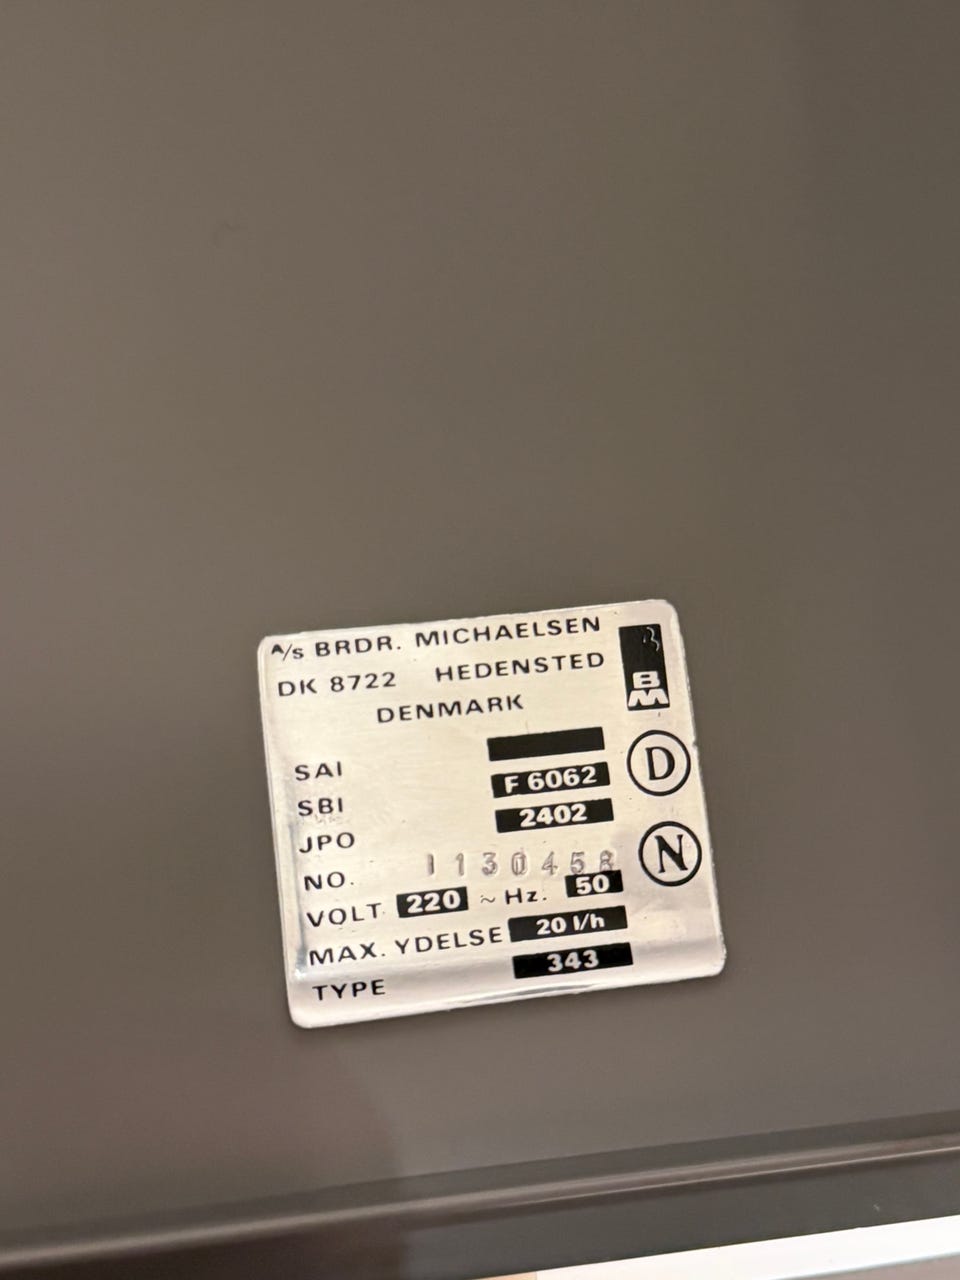 A/S BRDR. MICHAELSEN
DK 8722 HEDENSTED
DENMARK
BM
SAI
SBI F 6062
JPO 2402
D
NO. 1130458
N
VOLT 220 ~ Hz. 50
MAX. YDELSE 20 l/h
TYPE 343